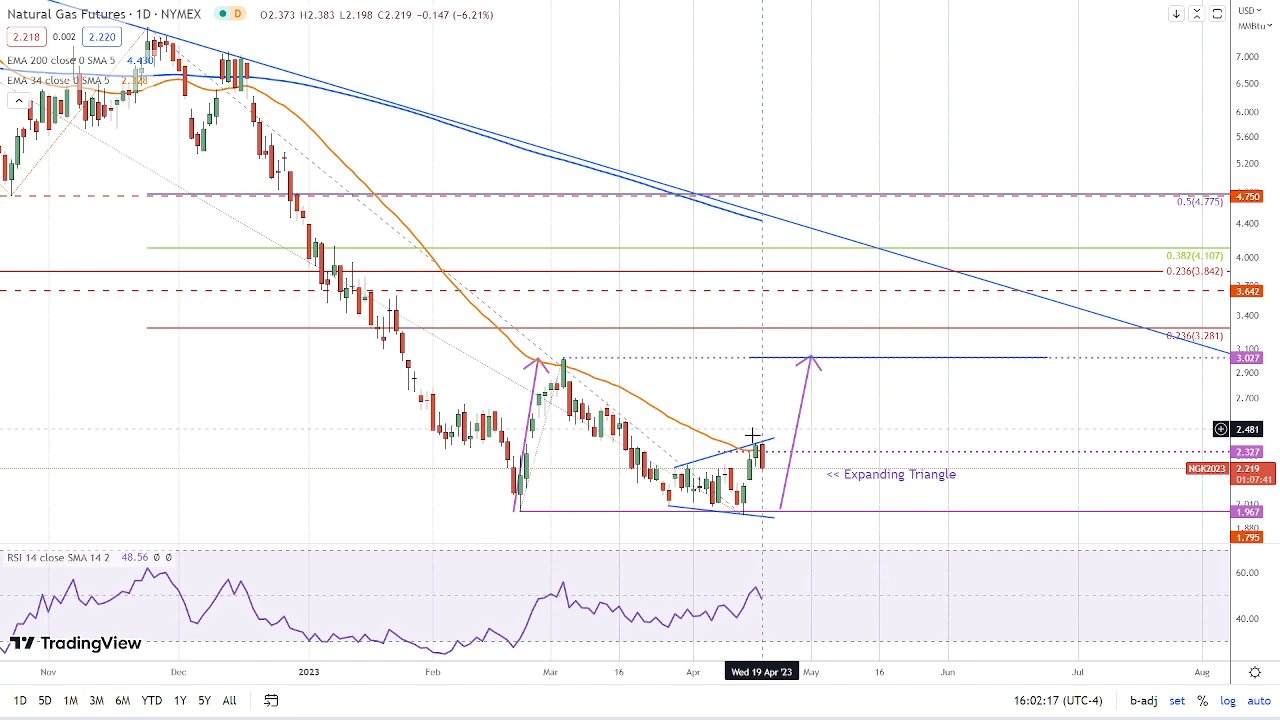 Natural Gas Futures · 1D · NYMEX D O2.373 H2.383 L2.198 C2.219 −0.147 (−6.21%)
2.218 0.002 2.220
EMA 200 close 0 SMA 5 4.430
EMA 34 close 0 SMA 5 2.328
USD
MMBtu
7.000
6.500
6.000
5.600
5.200
4.750
0.5(4.775)
4.400
0.382(4.107)
4.000
0.236(3.842)
3.642
3.400
0.236(3.281)
3.100
3.027
2.900
2.700
2.481
2.327
NGK2023 2.219
01:07:41
<< Expanding Triangle
2.010
1.967
1.880
1.795
RSI 14 close SMA 14 2 48.56 Ø Ø
60.00
40.00
TradingView
Nov Dec 2023 Feb Mar 16 Apr Wed 19 Apr '23 May 16 Jun Jul Aug
1D 5D 1M 3M 6M YTD 1Y 5Y All 16:02:17 (UTC-4) b-adj set % log auto